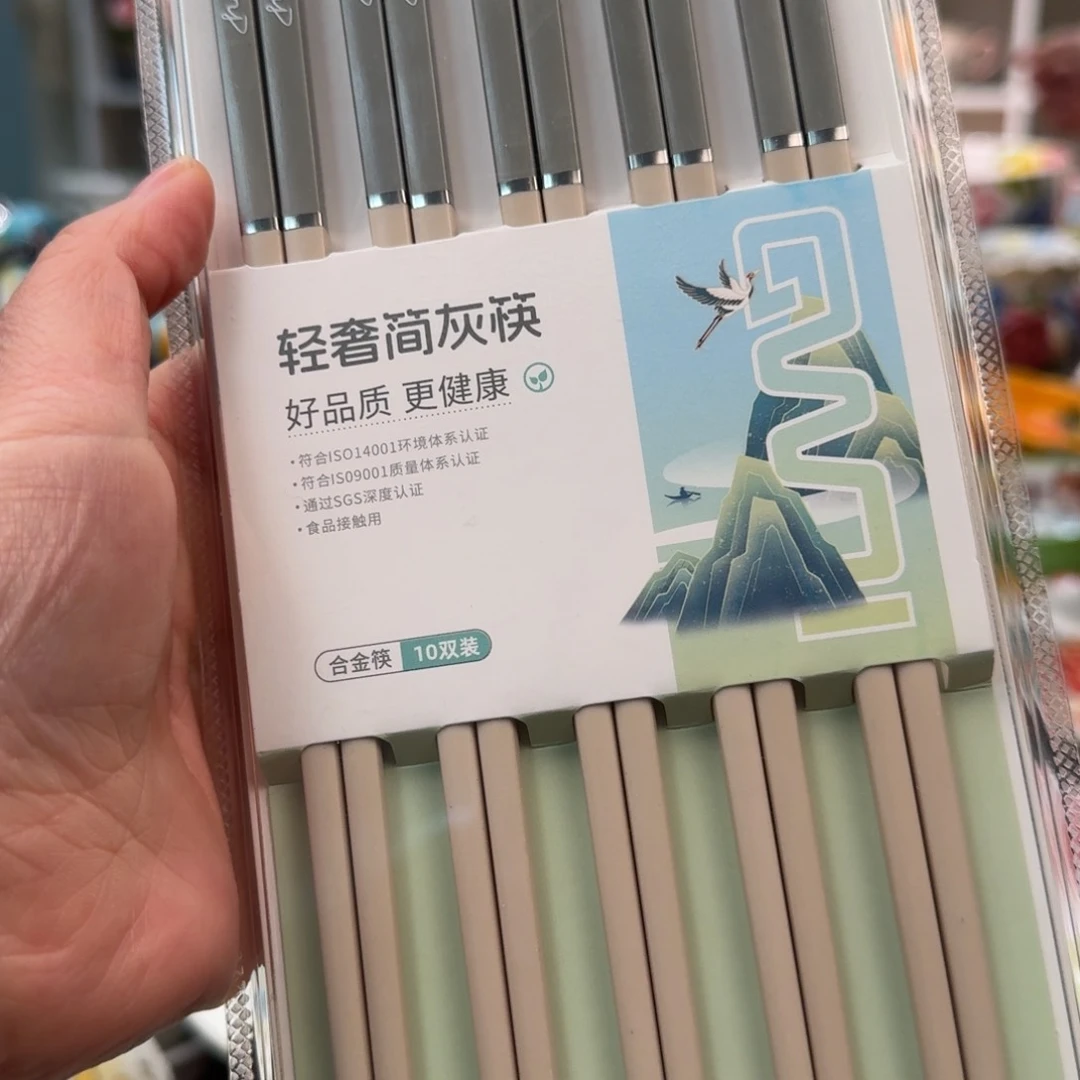 轻奢简灰筷
好品质 更健康
•符合ISO14001环境体系认证
•符合IS09001质量体系认证
•通过SGS深度认证
•食品接触用
合金筷 10双装